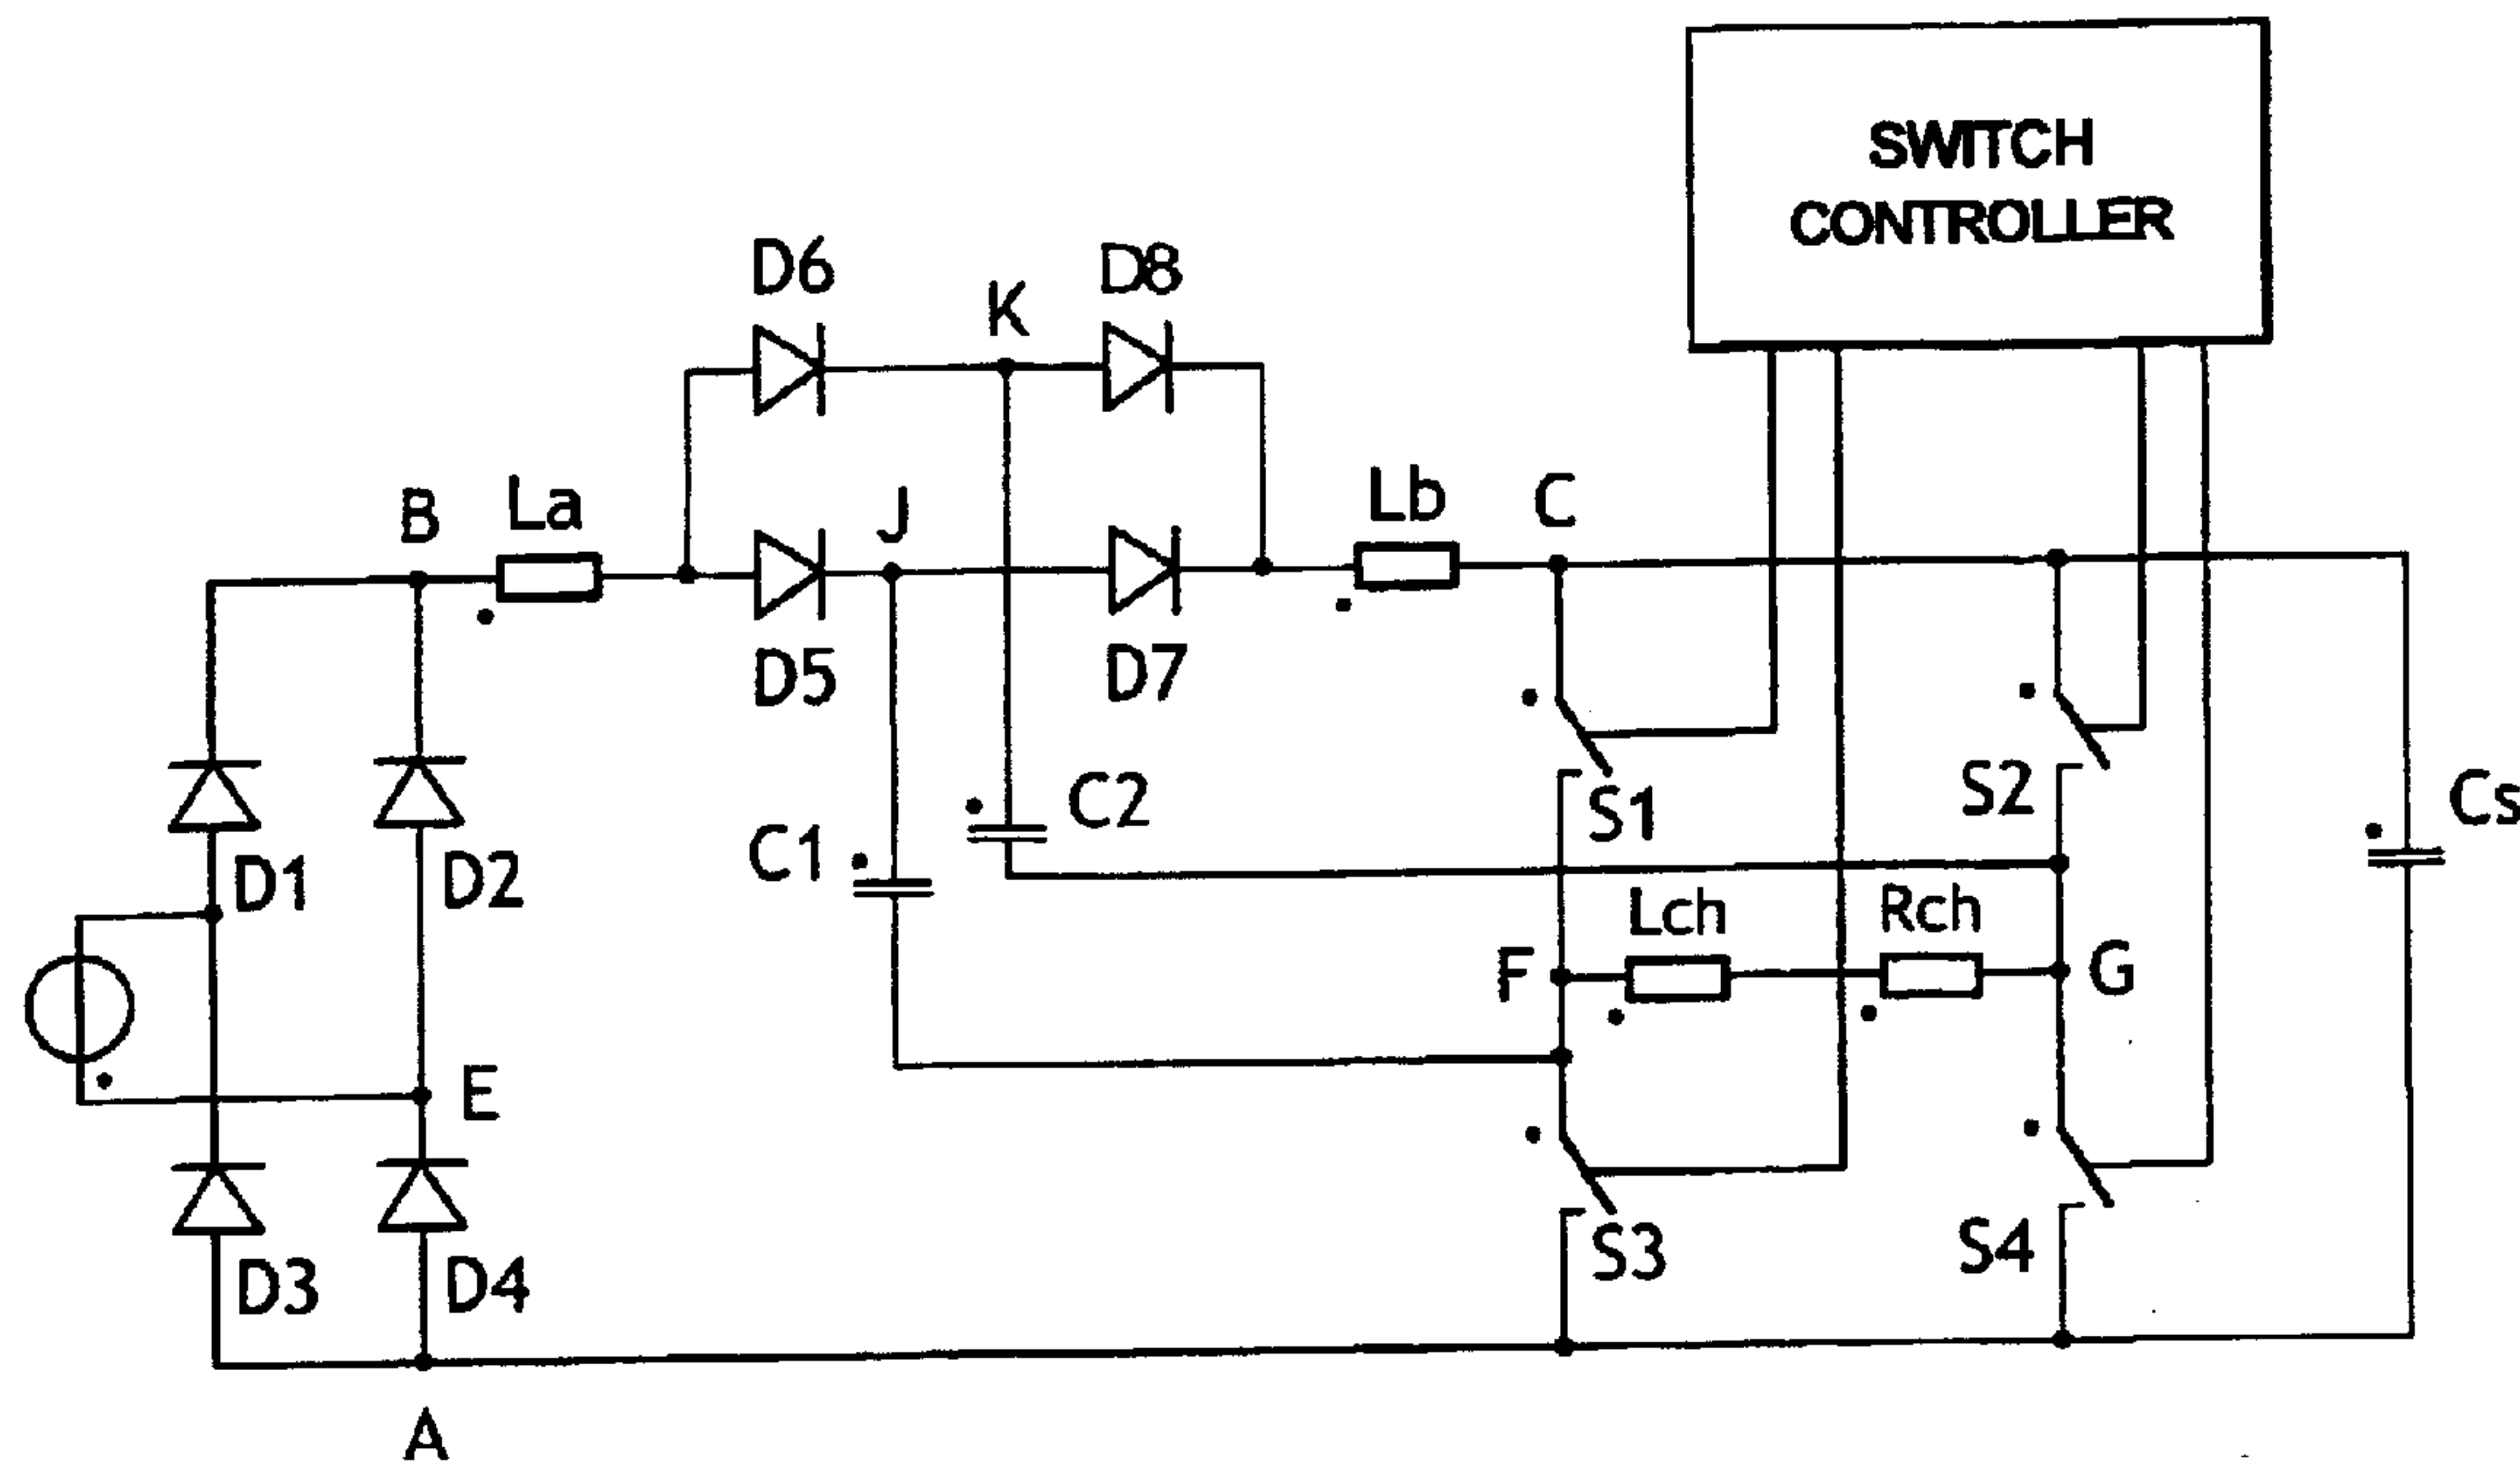 SWITCH
CONTROLLER
D6
K
D8
B
La
J
Lb
C
D5
D7
C1
C2
S1
S2
Cs
D1
D2
Lch
Rch
F
G
E
D3
D4
S3
S4
A